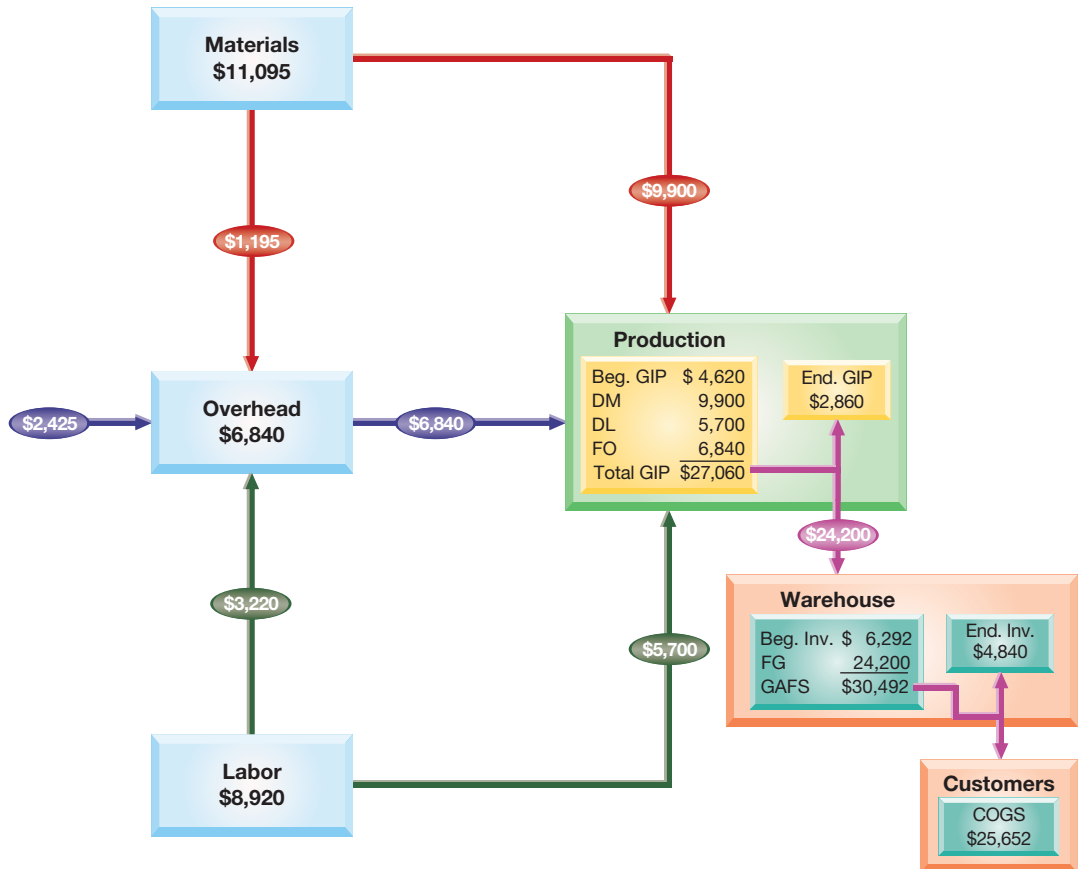 Materials
$11,095
$9,900
$1,195
Production
Beg. GIP $ 4,620
DM 9,900
DL 5,700
FO 6,840
Total GIP $27,060
End. GIP
$2,860
$2,425
Overhead
$6,840
$6,840
$24,200
$3,220
Warehouse
Beg. Inv. $ 6,292
FG 24,200
GAFS $30,492
End. Inv.
$4,840
$5,700
Labor
$8,920
Customers
COGS
$25,652